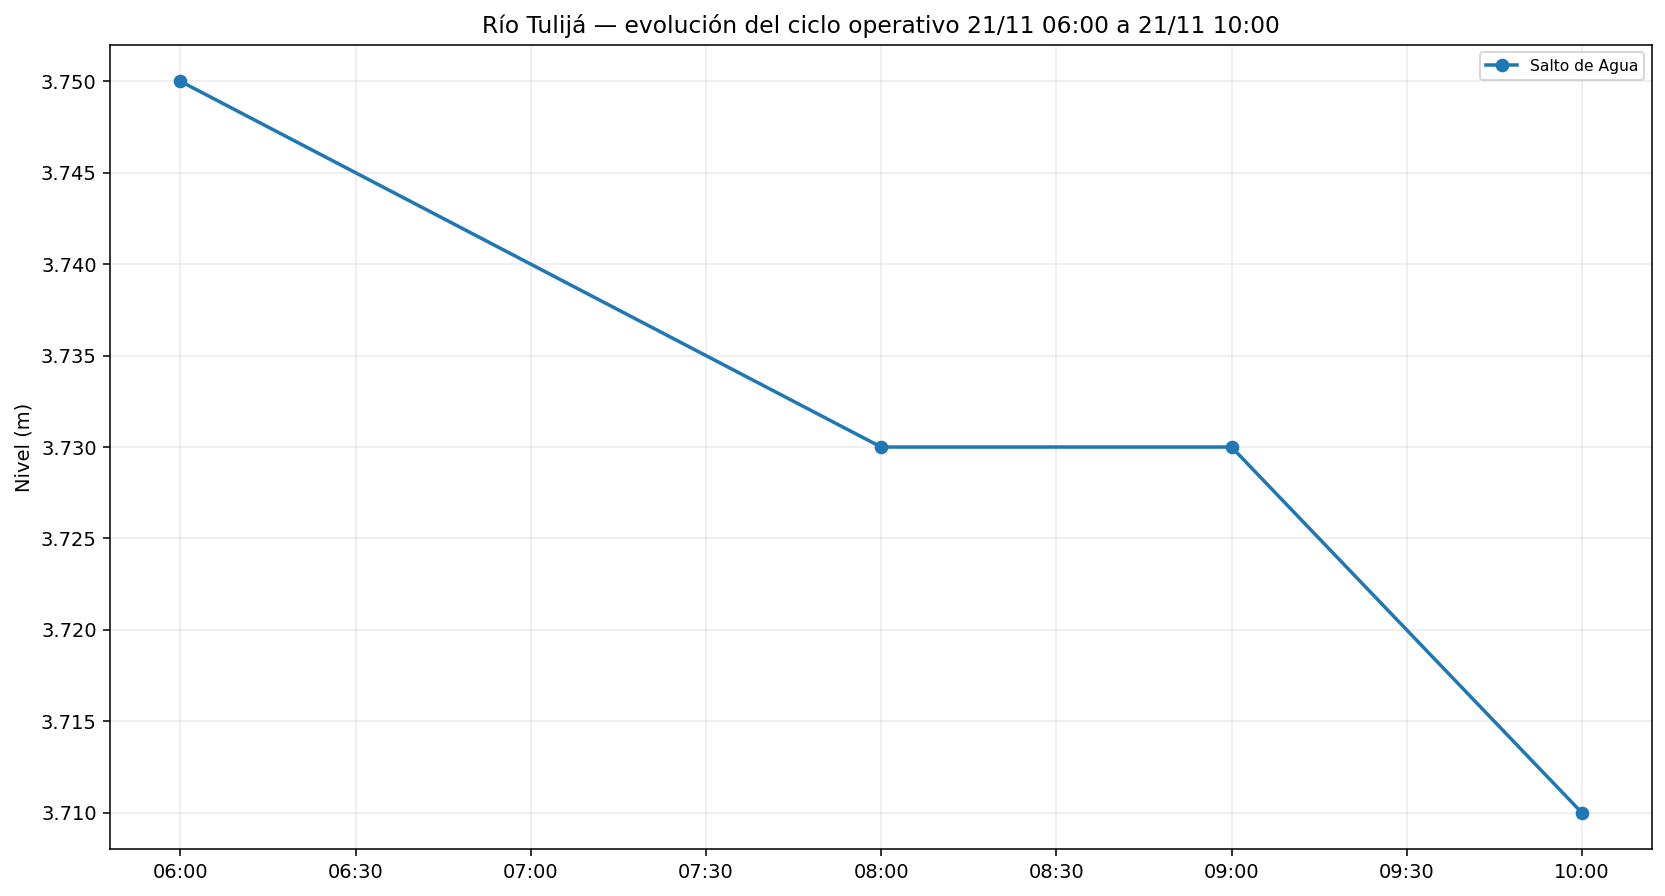 Río Tulijá — evolución del ciclo operativo 21/11 06:00 a 21/11 10:00
Salto de Agua
Nivel (m)
3.750
3.745
3.740
3.735
3.730
3.725
3.720
3.715
3.710
06:00 06:30 07:00 07:30 08:00 08:30 09:00 09:30 10:00